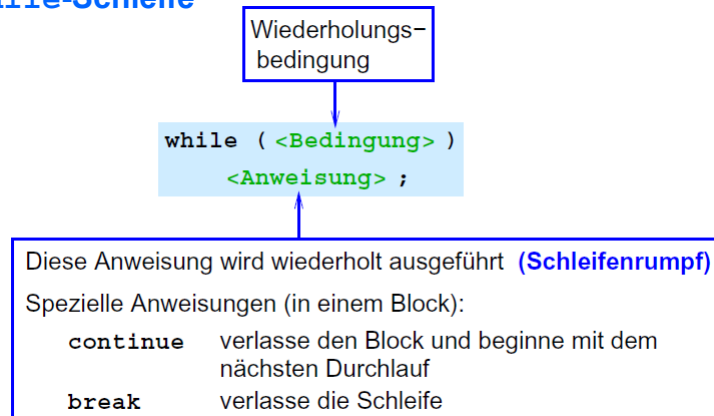 -Schleife
Wiederholungs-
bedingung
while ( <Bedingung> )
<Anweisung> ;
Diese Anweisung wird wiederholt ausgeführt (Schleifenrumpf)
Spezielle Anweisungen (in einem Block):
continue verlasse den Block und beginne mit dem
nächsten Durchlauf
break verlasse die Schleife